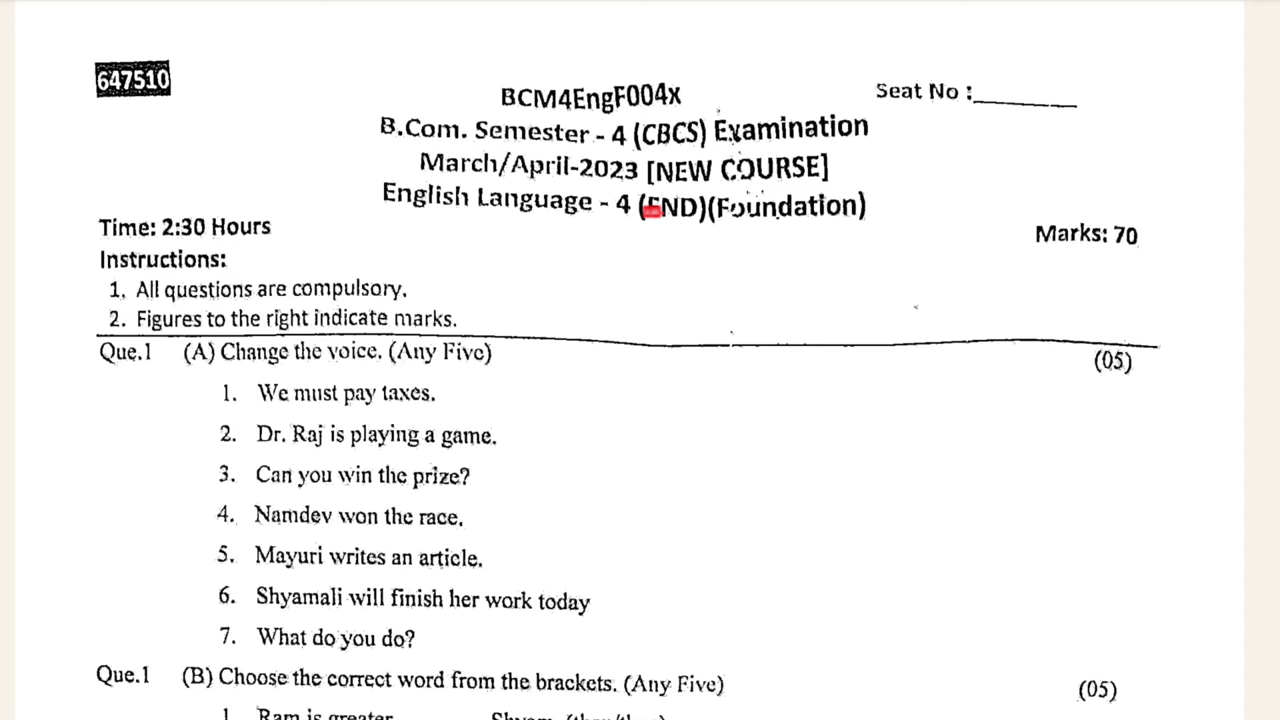 647510
BCM4EngF004x
Seat No :________
B.Com. Semester - 4 (CBCS) Examination
March/April-2023 [NEW COURSE]
English Language - 4 (END)(Foundation)
Time: 2:30 Hours
Marks: 70
Instructions:
1. All questions are compulsory.
2. Figures to the right indicate marks.
Que.1 (A) Change the voice. (Any Five) (05)
1. We must pay taxes.
2. Dr. Raj is playing a game.
3. Can you win the prize?
4. Namdev won the race.
5. Mayuri writes an article.
6. Shyamali will finish her work today
7. What do you do?
Que.1 (B) Choose the correct word from the brackets. (Any Five) (05)
1. Ram is greater